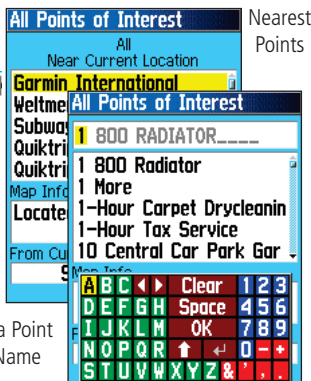 All Points of Interest
Nearest
Points
All
Near Current Location
Garmin International
Weltme
Subway
Quiktri
Quiktri
Map Info
Locate
From Cu
All Points of Interest
1 800 RADIATOR____
1 800 Radiator
1 More
1-Hour Carpet Drycleanin
1-Hour Tax Service
10 Central Car Park Gar
Map Info
A B C Clear 1 2 3
D E F G H Space 4 5 6
I J K L M OK 7 8 9
N O P Q R 0 - +
S T U V W X Y Z & ' , .
a Point
Name